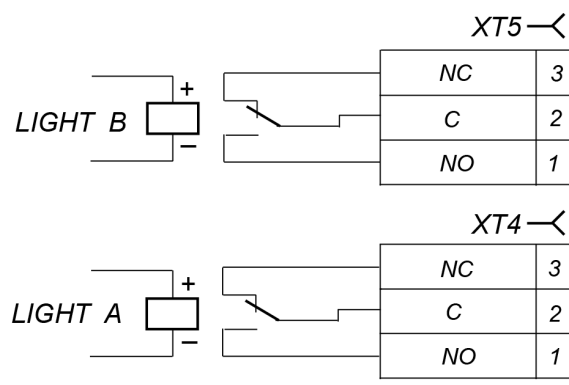 XT5
NC 3
+
LIGHT B
C 2
−
NO 1
XT4
NC 3
+
LIGHT A
C 2
−
NO 1